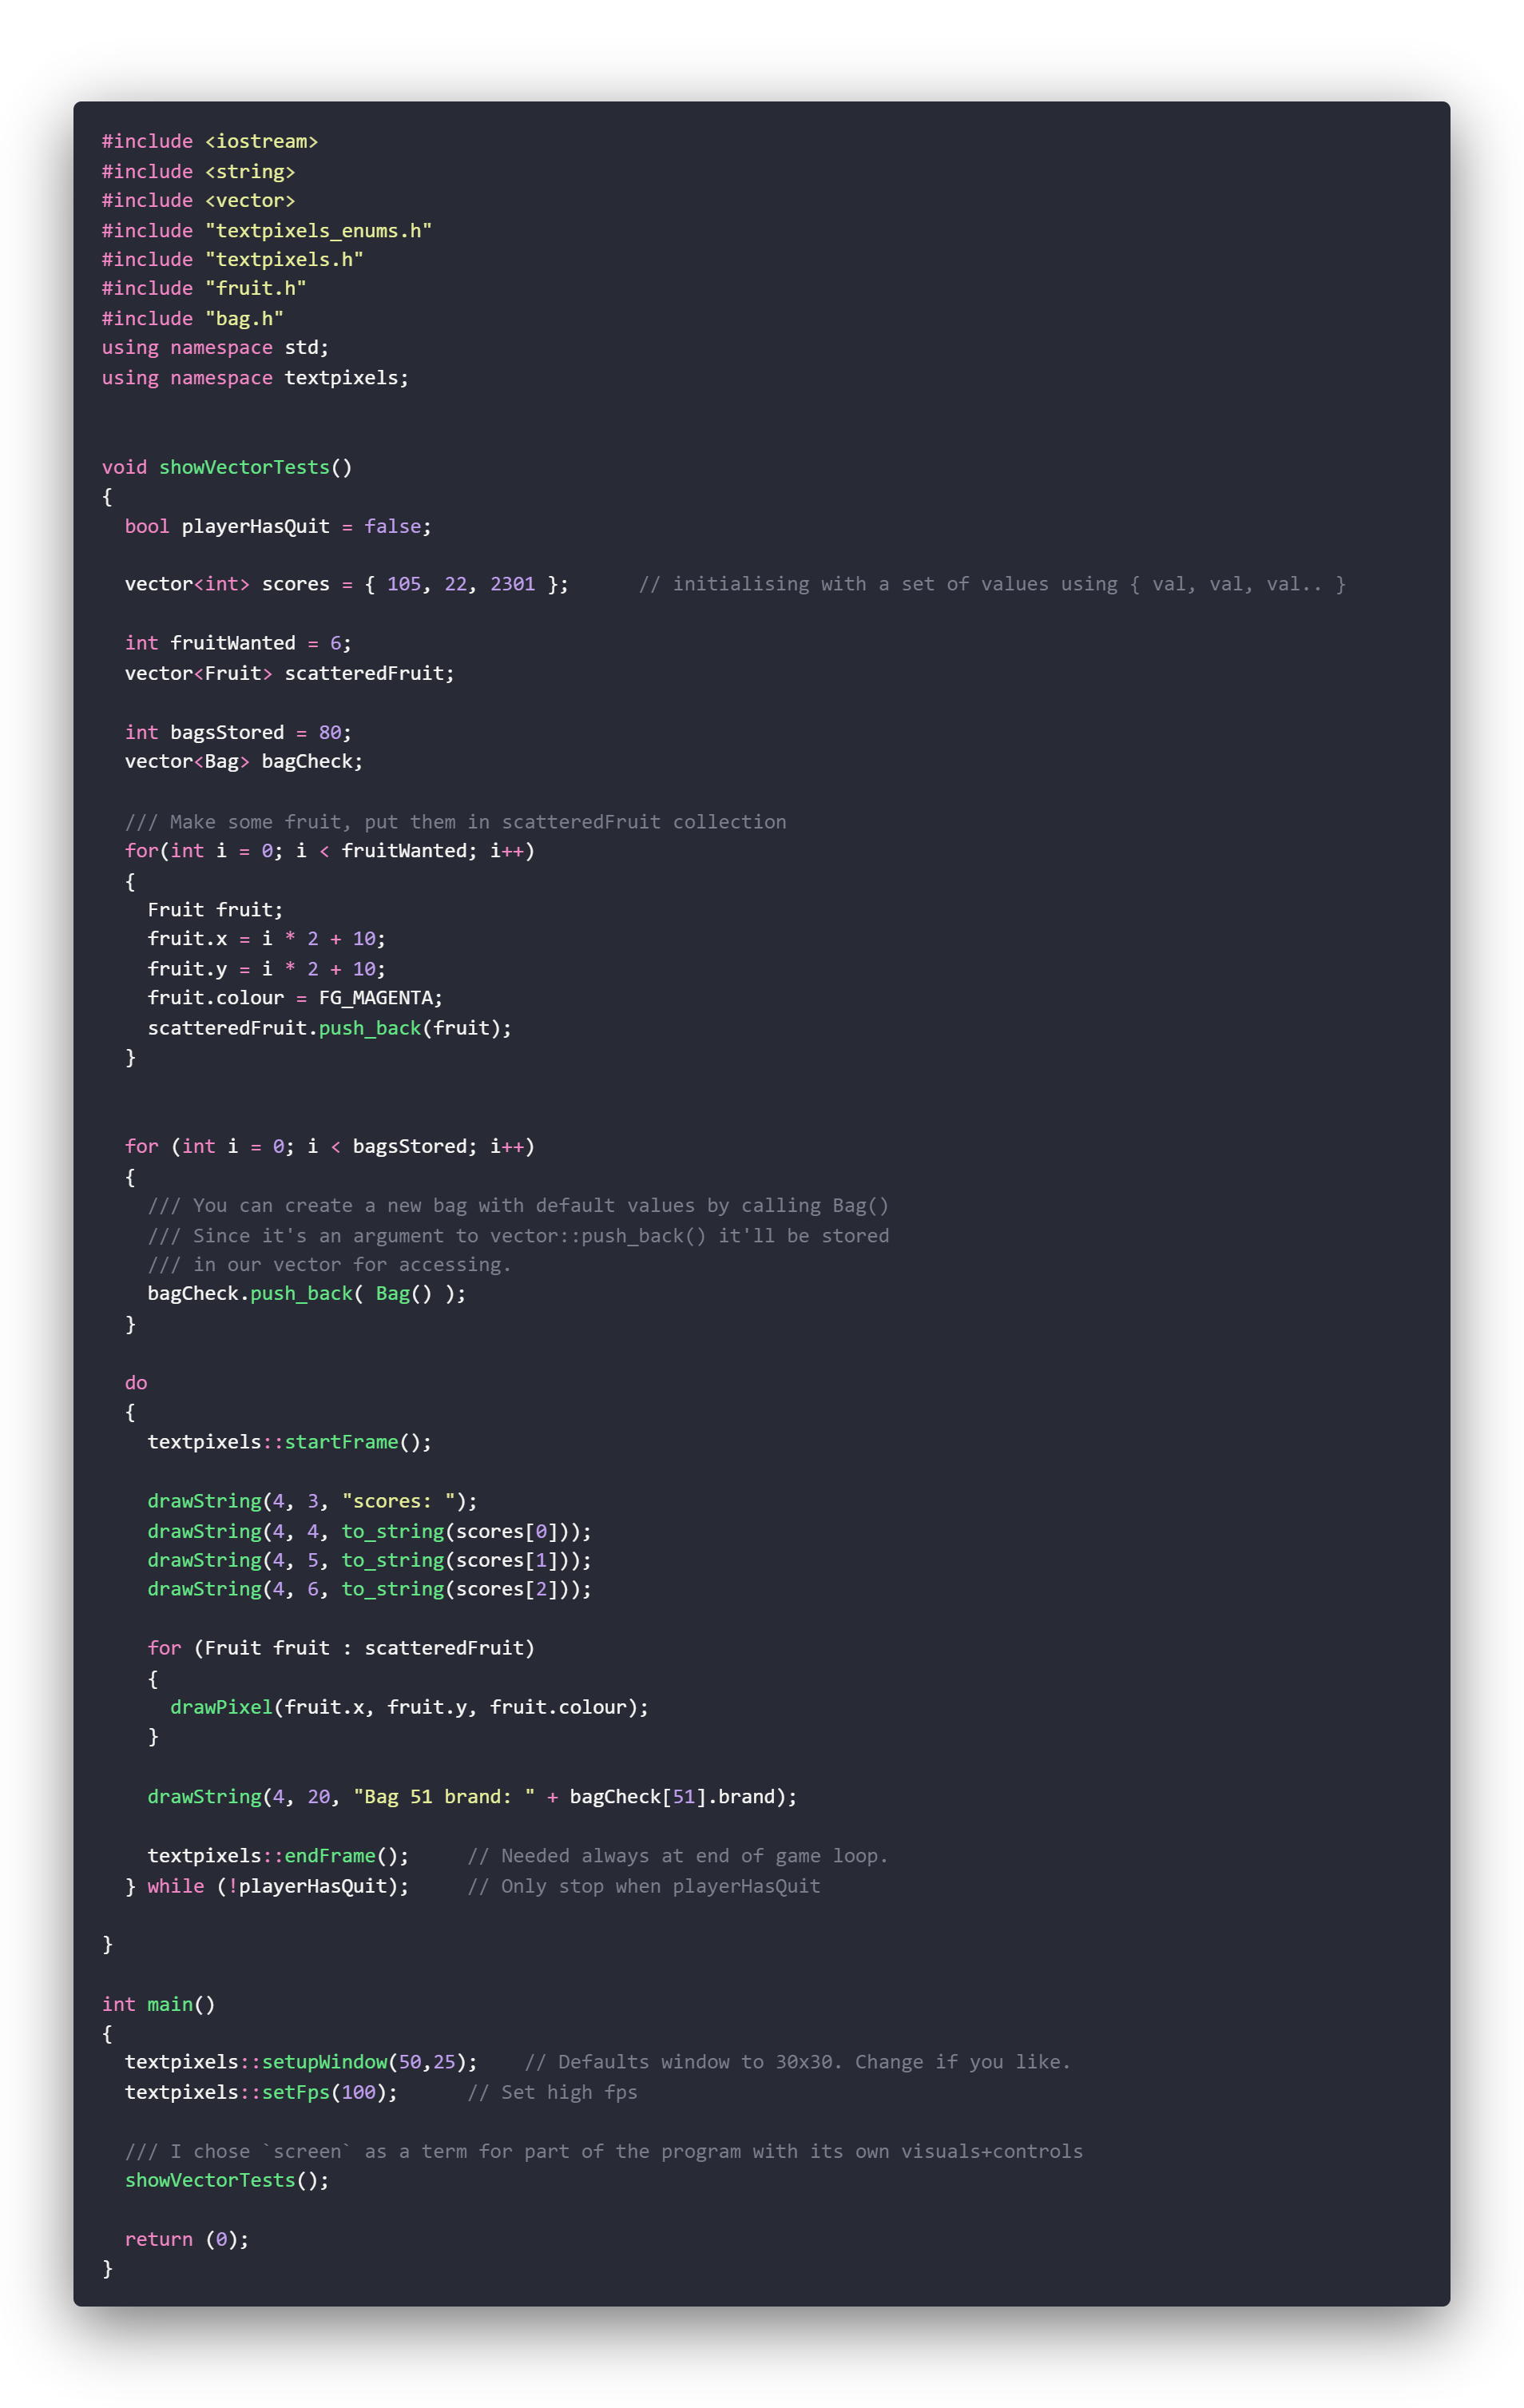 #include <iostream>
#include <string>
#include <vector>
#include "textpixels_enums.h"
#include "textpixels.h"
#include "fruit.h"
#include "bag.h"
using namespace std;
using namespace textpixels;
void showVectorTests()
{
  bool playerHasQuit = false;
  vector<int> scores = { 105, 22, 2301 };      // initialising with a set of values using { val, val, val.. }
  int fruitWanted = 6;
  vector<Fruit> scatteredFruit;
  int bagsStored = 80;
  vector<Bag> bagCheck;
  /// Make some fruit, put them in scatteredFruit collection
  for(int i = 0; i < fruitWanted; i++)
  {
    Fruit fruit;
    fruit.x = i * 2 + 10;
    fruit.y = i * 2 + 10;
    fruit.colour = FG_MAGENTA;
    scatteredFruit.push_back(fruit);
  }
  for (int i = 0; i < bagsStored; i++)
  {
    /// You can create a new bag with default values by calling Bag()
    /// Since it's an argument to vector::push_back() it'll be stored
    /// in our vector for accessing.
    bagCheck.push_back( Bag() );
  }
  do
  {
    textpixels::startFrame();
    drawString(4, 3, "scores: ");
    drawString(4, 4, to_string(scores[0]));
    drawString(4, 5, to_string(scores[1]));
    drawString(4, 6, to_string(scores[2]));
    for (Fruit fruit : scatteredFruit)
    {
      drawPixel(fruit.x, fruit.y, fruit.colour);
    }
    drawString(4, 20, "Bag 51 brand: " + bagCheck[51].brand);
    textpixels::endFrame();     // Needed always at end of game loop.
  } while (!playerHasQuit);     // Only stop when playerHasQuit
}
int main()
{
  textpixels::setupWindow(50,25);    // Defaults window to 30x30. Change if you like.
  textpixels::setFps(100);      // Set high fps
  /// I chose `screen` as a term for part of the program with its own visuals+controls
  showVectorTests();
  return (0);
}